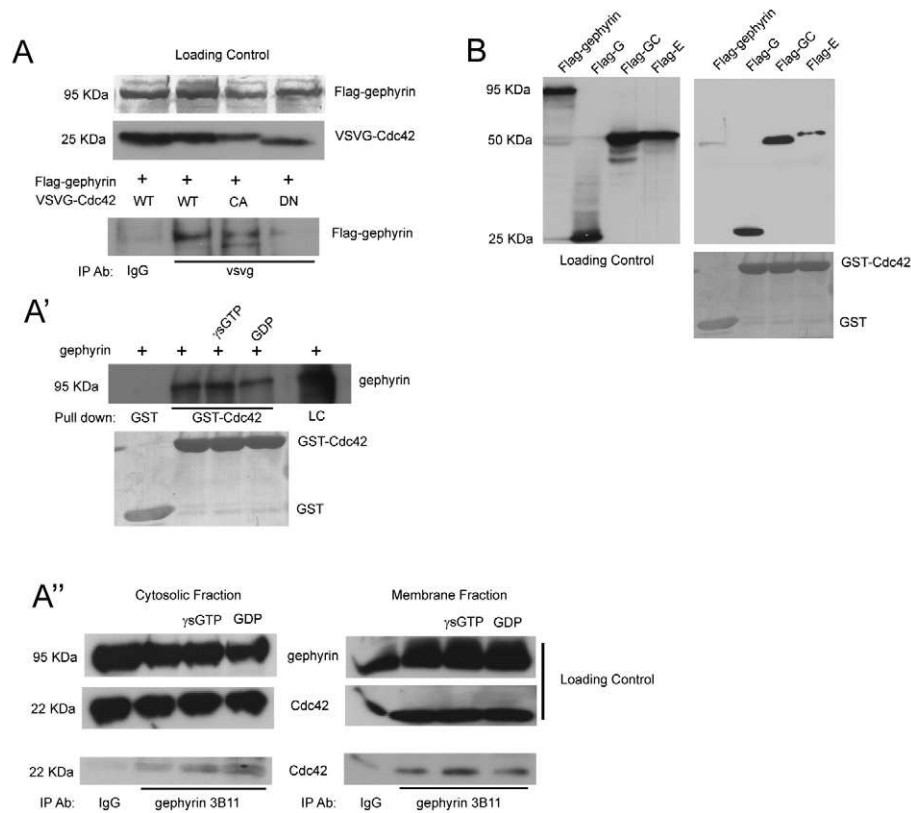 A
Loading Control
95 KDa
Flag-gephyrin
25 KDa
VSVG-Cdc42
Flag-gephyrin + + + +
VSVG-Cdc42 WT WT CA DN
Flag-gephyrin
IP Ab: IgG vsvg
A'
γsGTP GDP
gephyrin + + + + +
95 KDa
gephyrin
Pull down: GST GST-Cdc42 LC
GST-Cdc42
GST
B
Flag-gephyrin Flag-G Flag-GC Flag-E
95 KDa
50 KDa
25 KDa
Loading Control
Flag-gephyrin Flag-G Flag-GC Flag-E
GST-Cdc42
GST
A''
Cytosolic Fraction Membrane Fraction
γsGTP GDP γsGTP GDP
95 KDa gephyrin
Loading Control
22 KDa Cdc42
22 KDa Cdc42
IP Ab: IgG gephyrin 3B11 IP Ab: IgG gephyrin 3B11